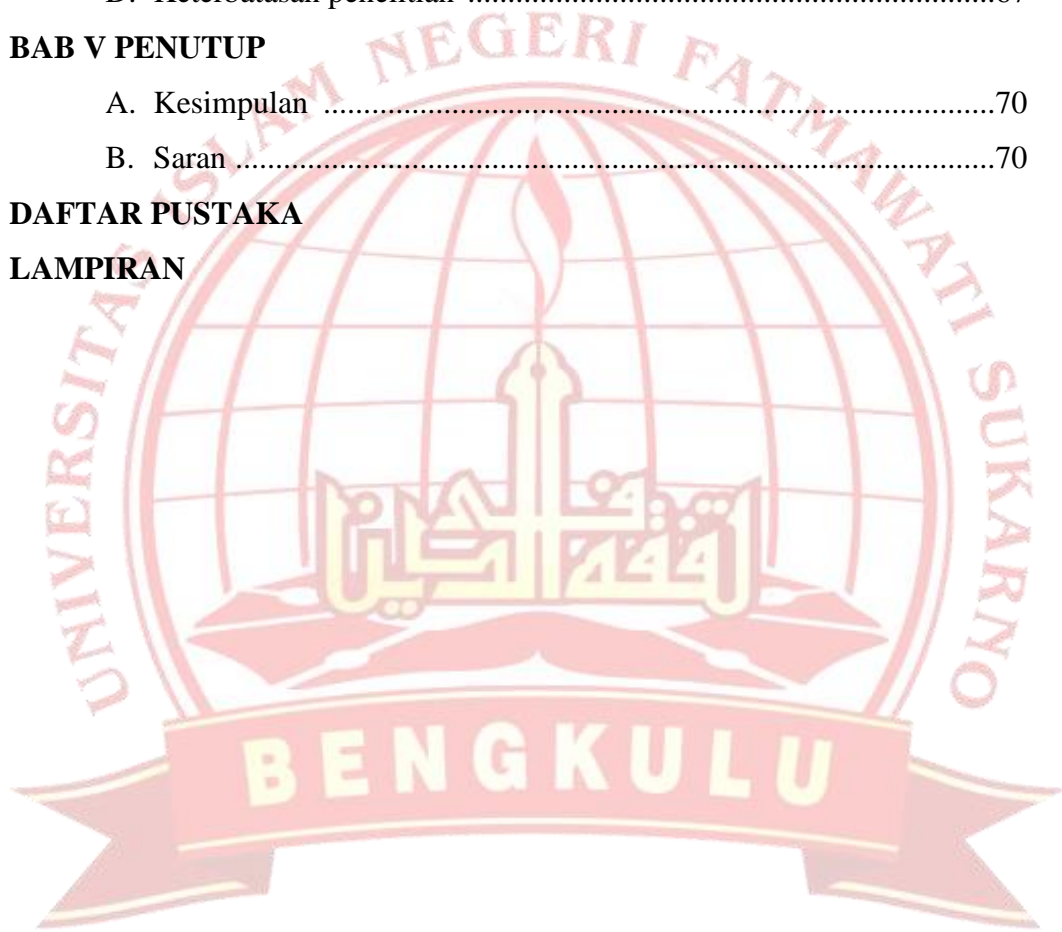 BAB V PENUTUP
A. Kesimpulan ....................................................................................70
B. Saran ................................................................................................70
DAFTAR PUSTAKA
LAMPIRAN
UNIVERSITAS ISLAM NEGERI FATMAWATI SUKARNO
BENGKULU